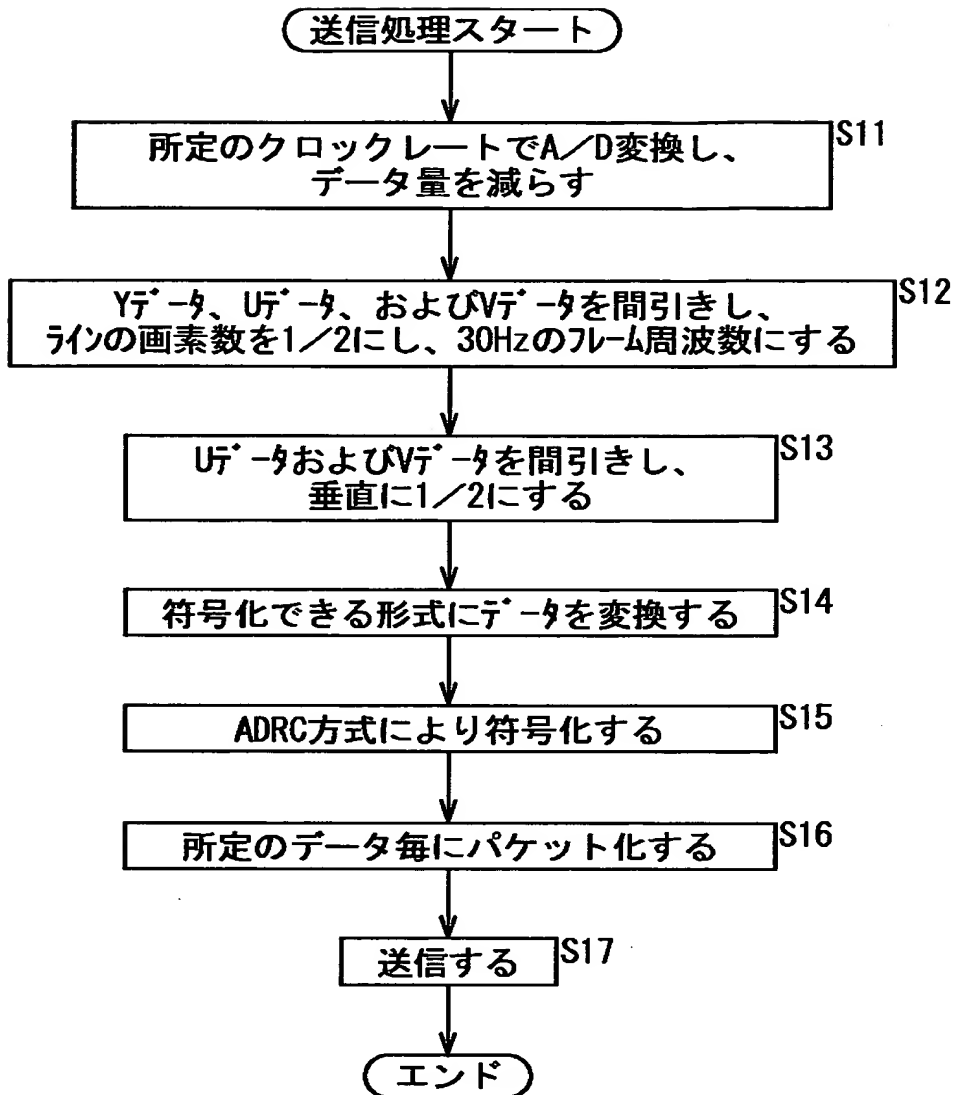 送信処理スタート
S11
所定のクロックレートでA／D変換し、
データ量を減らす
S12
Yﾃﾞｰﾀ、Uﾃﾞｰﾀ、およびVﾃﾞｰﾀを間引きし、
ﾗｲﾝの画素数を1／2にし、30Hzのﾌﾚｰﾑ周波数にする
S13
Uﾃﾞｰﾀおよびvﾃﾞｰﾀを間引きし、
垂直に1／2にする
S14
符号化できる形式にﾃﾞｰﾀを変換する
S15
ADRC方式により符号化する
S16
所定のデータ毎にパケット化する
S17
送信する
エンド